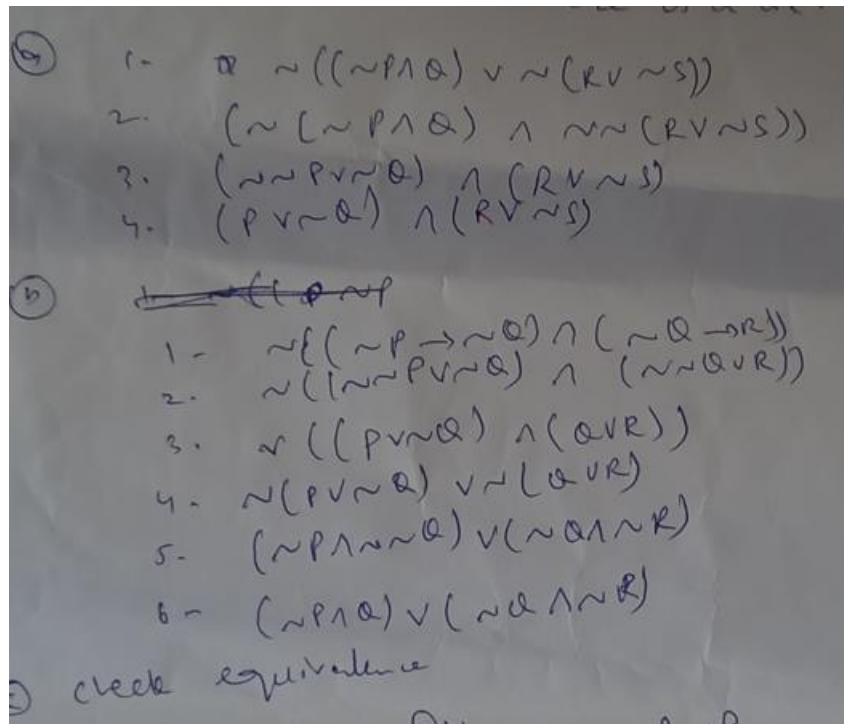 (a) 1- ~((~P∧Q) ∨ ~(R∨ ~S))
2. (~(~P∧Q) ∧ ~~(R∨~S))
3. (~~P∨~Q) ∧ (R∨~S)
4. (P∨~Q) ∧(R∨~S)
(b)
1- ~((~P→~Q)∧(~Q→R))
2. ~((~~P∨~Q) ∧ (~~Q∨R))
3. ~((P∨~Q) ∧(Q∨R))
4- ~(P∨~Q) ∨~(Q∨R)
5- (~P∧~~Q)∨(~Q∧~R)
6- (~P∧Q)∨(~Q∧~R)
check equivalence